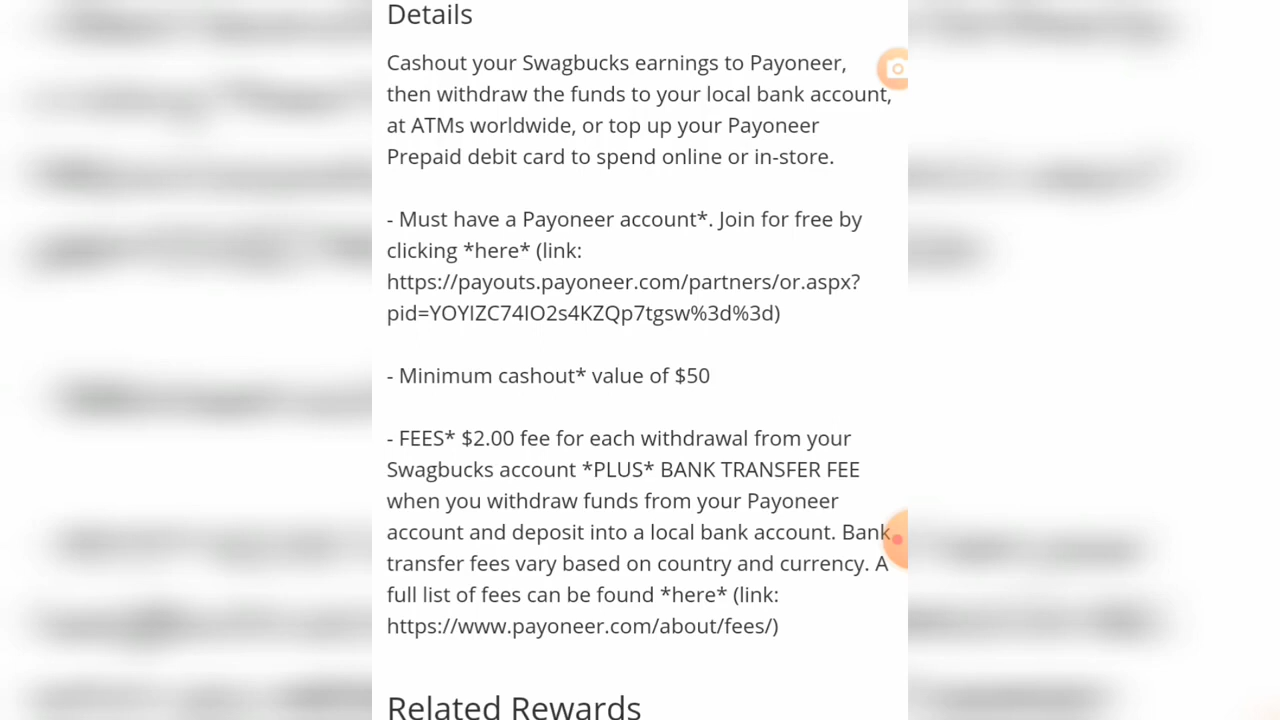 Details
Cashout your Swagbucks earnings to Payoneer,
then withdraw the funds to your local bank account,
at ATMs worldwide, or top up your Payoneer
Prepaid debit card to spend online or in-store.
- Must have a Payoneer account*. Join for free by
clicking *here* (link:
https://payouts.payoneer.com/partners/or.aspx?
pid=YOYIZC74IO2s4KZQp7tgsw%3d%3d)
- Minimum cashout* value of $50
- FEES* $2.00 fee for each withdrawal from your
Swagbucks account *PLUS* BANK TRANSFER FEE
when you withdraw funds from your Payoneer
account and deposit into a local bank account. Bank
transfer fees vary based on country and currency. A
full list of fees can be found *here* (link:
https://www.payoneer.com/about/fees/)
Related Rewards